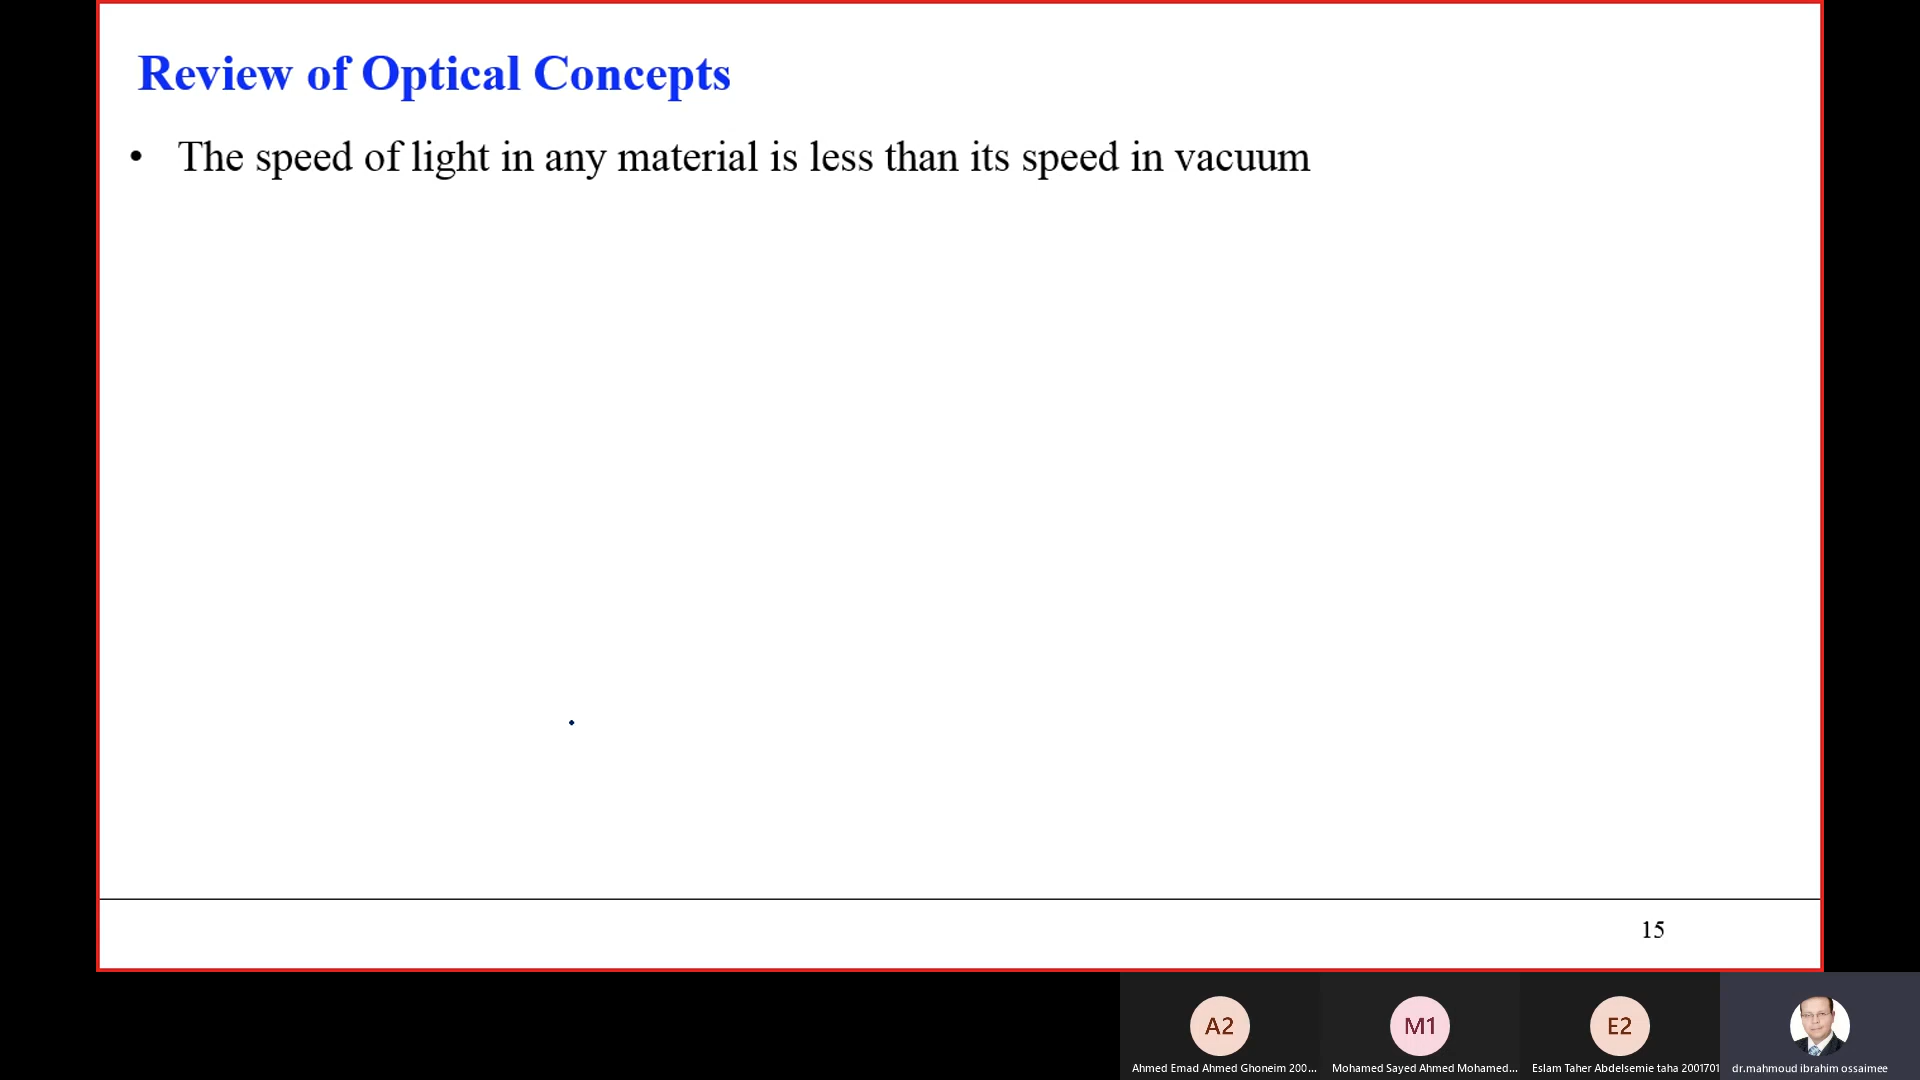 Review of Optical Concepts
• The speed of light in any material is less than its speed in vacuum
15
A2
M1
E2
Ahmed Emad Ahmed Ghoneim 200...
Mohamed Sayed Ahmed Mohamed...
Eslam Taher Abdelsemie taha 2001701
dr.mahmoud ibrahim ossaimee